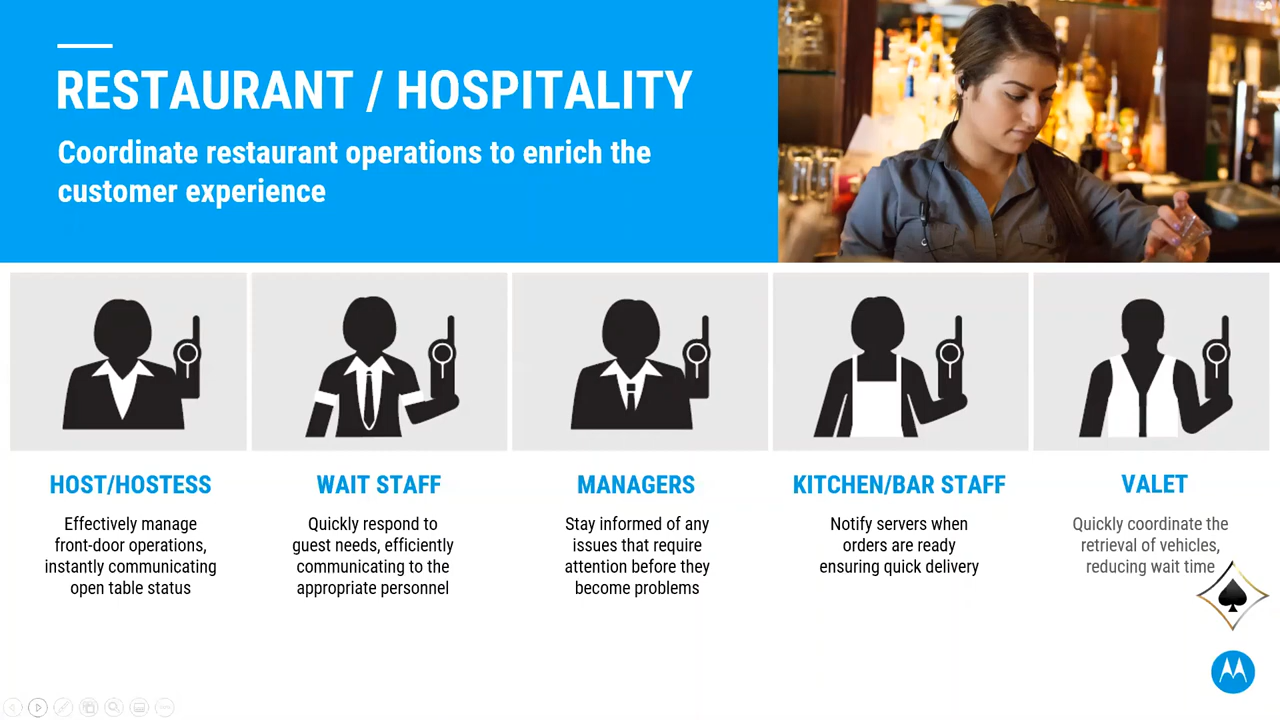 RESTAURANT / HOSPITALITY
Coordinate restaurant operations to enrich the
customer experience
HOST/HOSTESS
Effectively manage
front-door operations,
instantly communicating
open table status
WAIT STAFF
Quickly respond to
guest needs, efficiently
communicating to the
appropriate personnel
MANAGERS
Stay informed of any
issues that require
attention before they
become problems
KITCHEN/BAR STAFF
Notify servers when
orders are ready
ensuring quick delivery
VALET
Quickly coordinate the
retrieval of vehicles,
reducing wait time